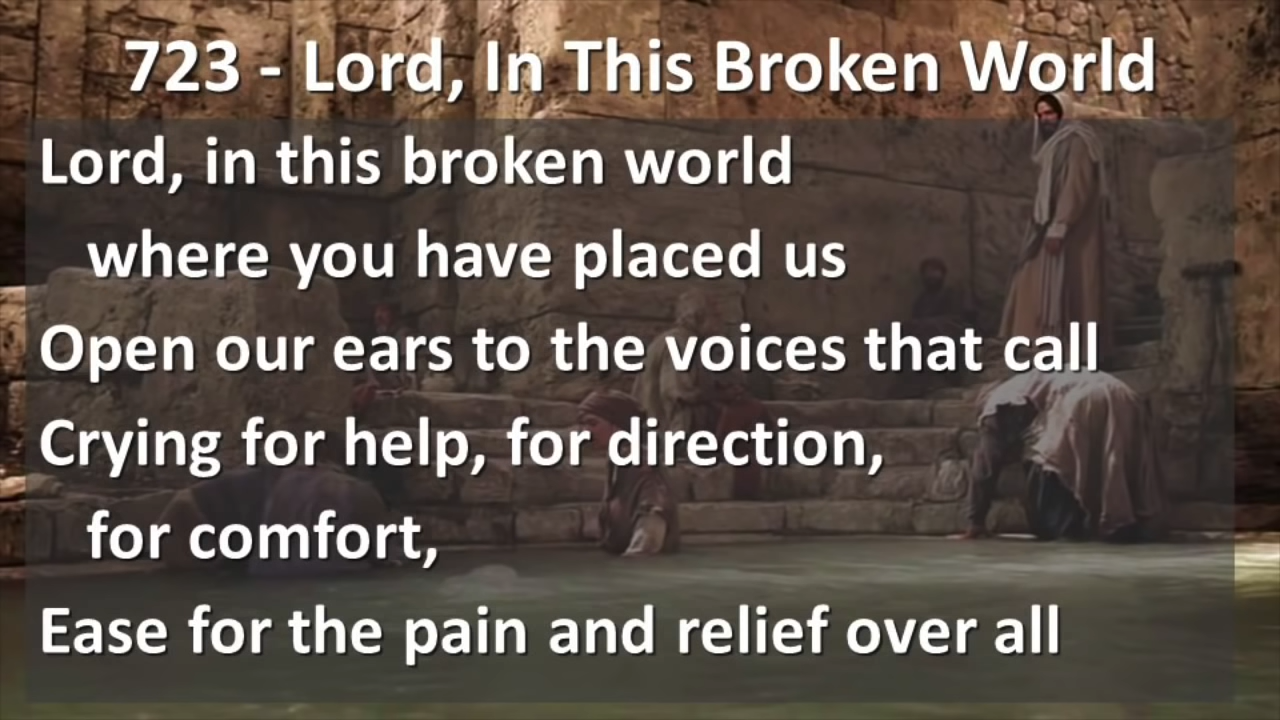 723 - Lord, In This Broken World
Lord, in this broken world
where you have placed us
Open our ears to the voices that call
Crying for help, for direction,
for comfort,
Ease for the pain and relief over all